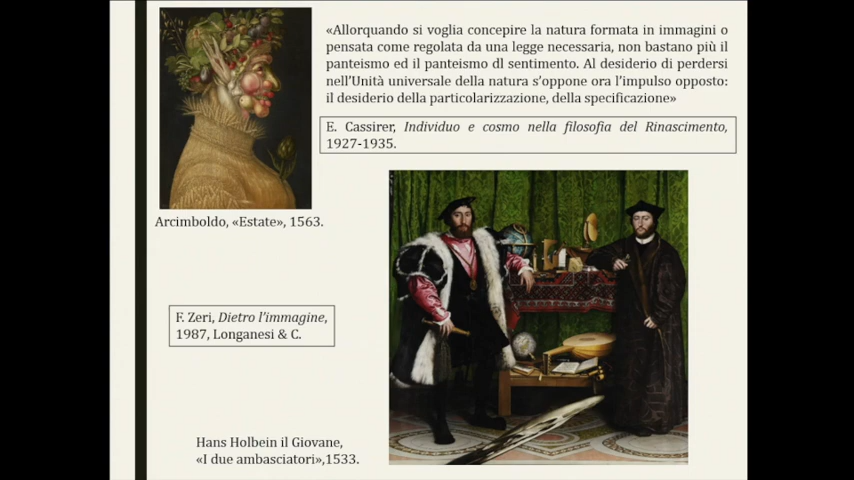 «Allorquando si voglia concepire la natura formata in immagini o
pensata come regolata da una legge necessaria, non bastano più il
panteismo ed il panteismo dl sentimento. Al desiderio di perdersi
nell’Unità universale della natura s’oppone ora l’impulso opposto:
il desiderio della particolarizzazione, della specificazione»
E. Cassirer, Individuo e cosmo nella filosofia del Rinascimento,
1927-1935.
Arcimboldo, «Estate», 1563.
F. Zeri, Dietro l’immagine,
1987, Longanesi & C.
Hans Holbein il Giovane,
«I due ambasciatori»,1533.